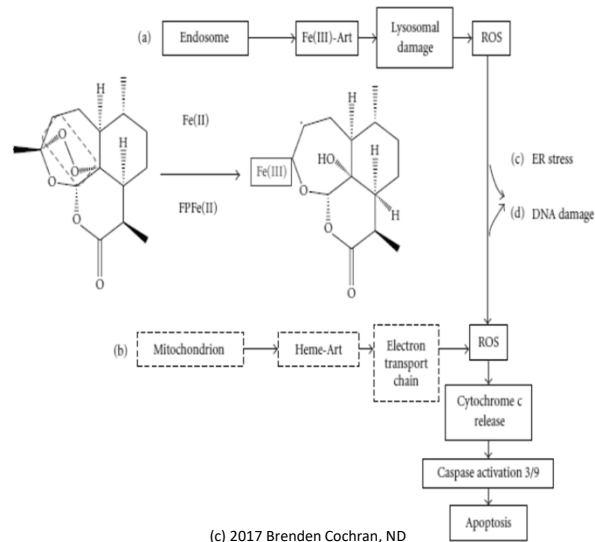 (a) Endosome Fe(III)-Art Lysosomal damage ROS
H
H
Fe(II)
FPFe(II)
O
O
O
O
O
H
H
HO
Fe(III)
O
H
O
O
(c) ER stress
(d) DNA damage
(b) Mitochondrion Heme-Art Electron transport chain ROS
Cytochrome c
release
Caspase activation 3/9
Apoptosis
(c) 2017 Brenden Cochran, ND